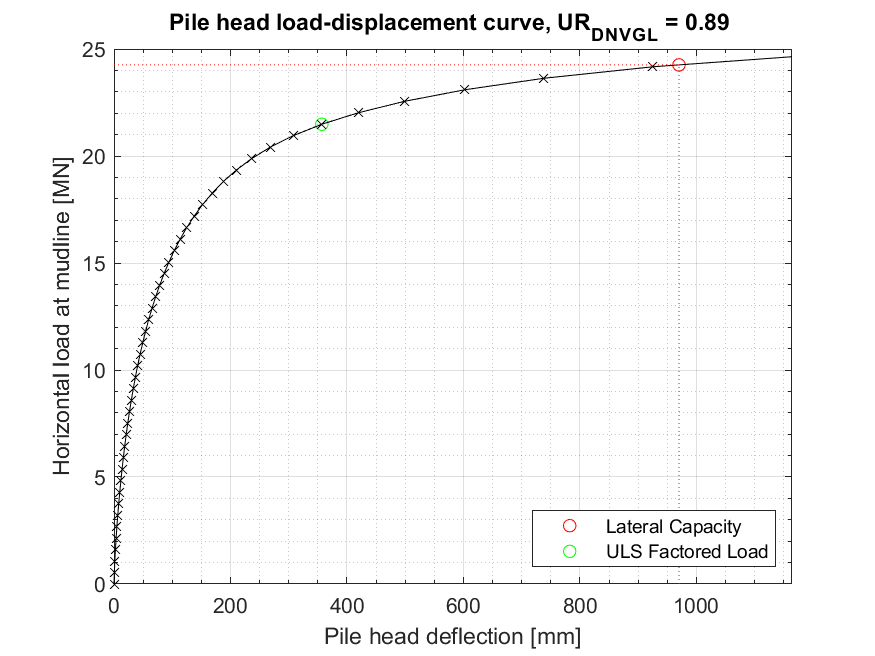 Pile head load-displacement curve, UR_DNVGL = 0.89
25
20
15
10
5
0
Horizontal load at mudline [MN]
0 200 400 600 800 1000
Pile head deflection [mm]
Lateral Capacity
ULS Factored Load